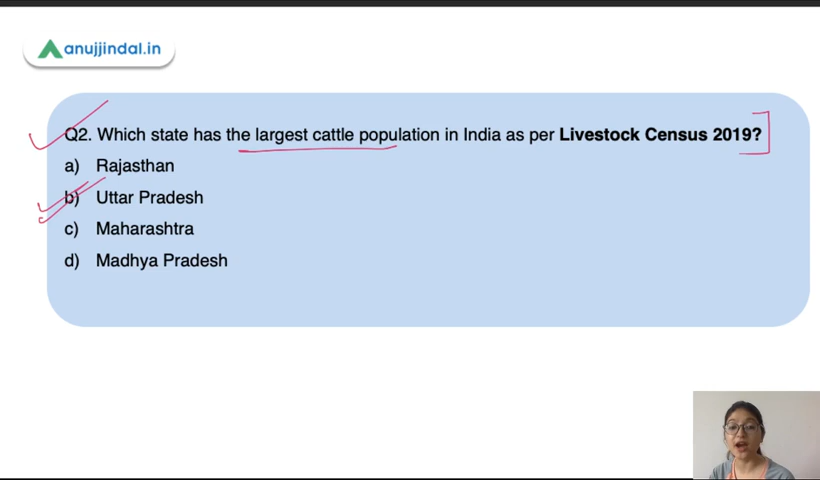 anujjindal.in
Q2. Which state has the largest cattle population in India as per Livestock Census 2019?
a) Rajasthan
b) Uttar Pradesh
c) Maharashtra
d) Madhya Pradesh